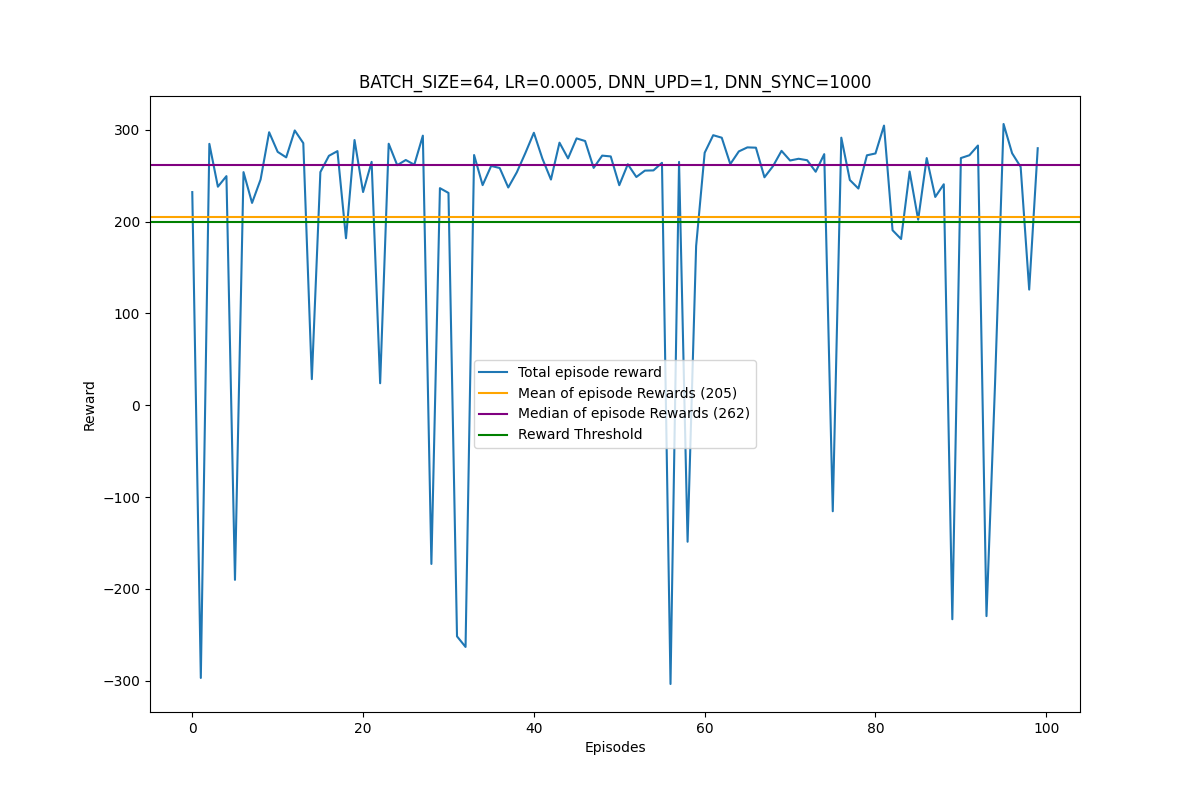 BATCH_SIZE=64, LR=0.0005, DNN_UPD=1, DNN_SYNC=1000
300
200
100
0
−100
−200
−300
Reward
Total episode reward
Mean of episode Rewards (205)
Median of episode Rewards (262)
Reward Threshold
0 20 40 60 80 100
Episodes